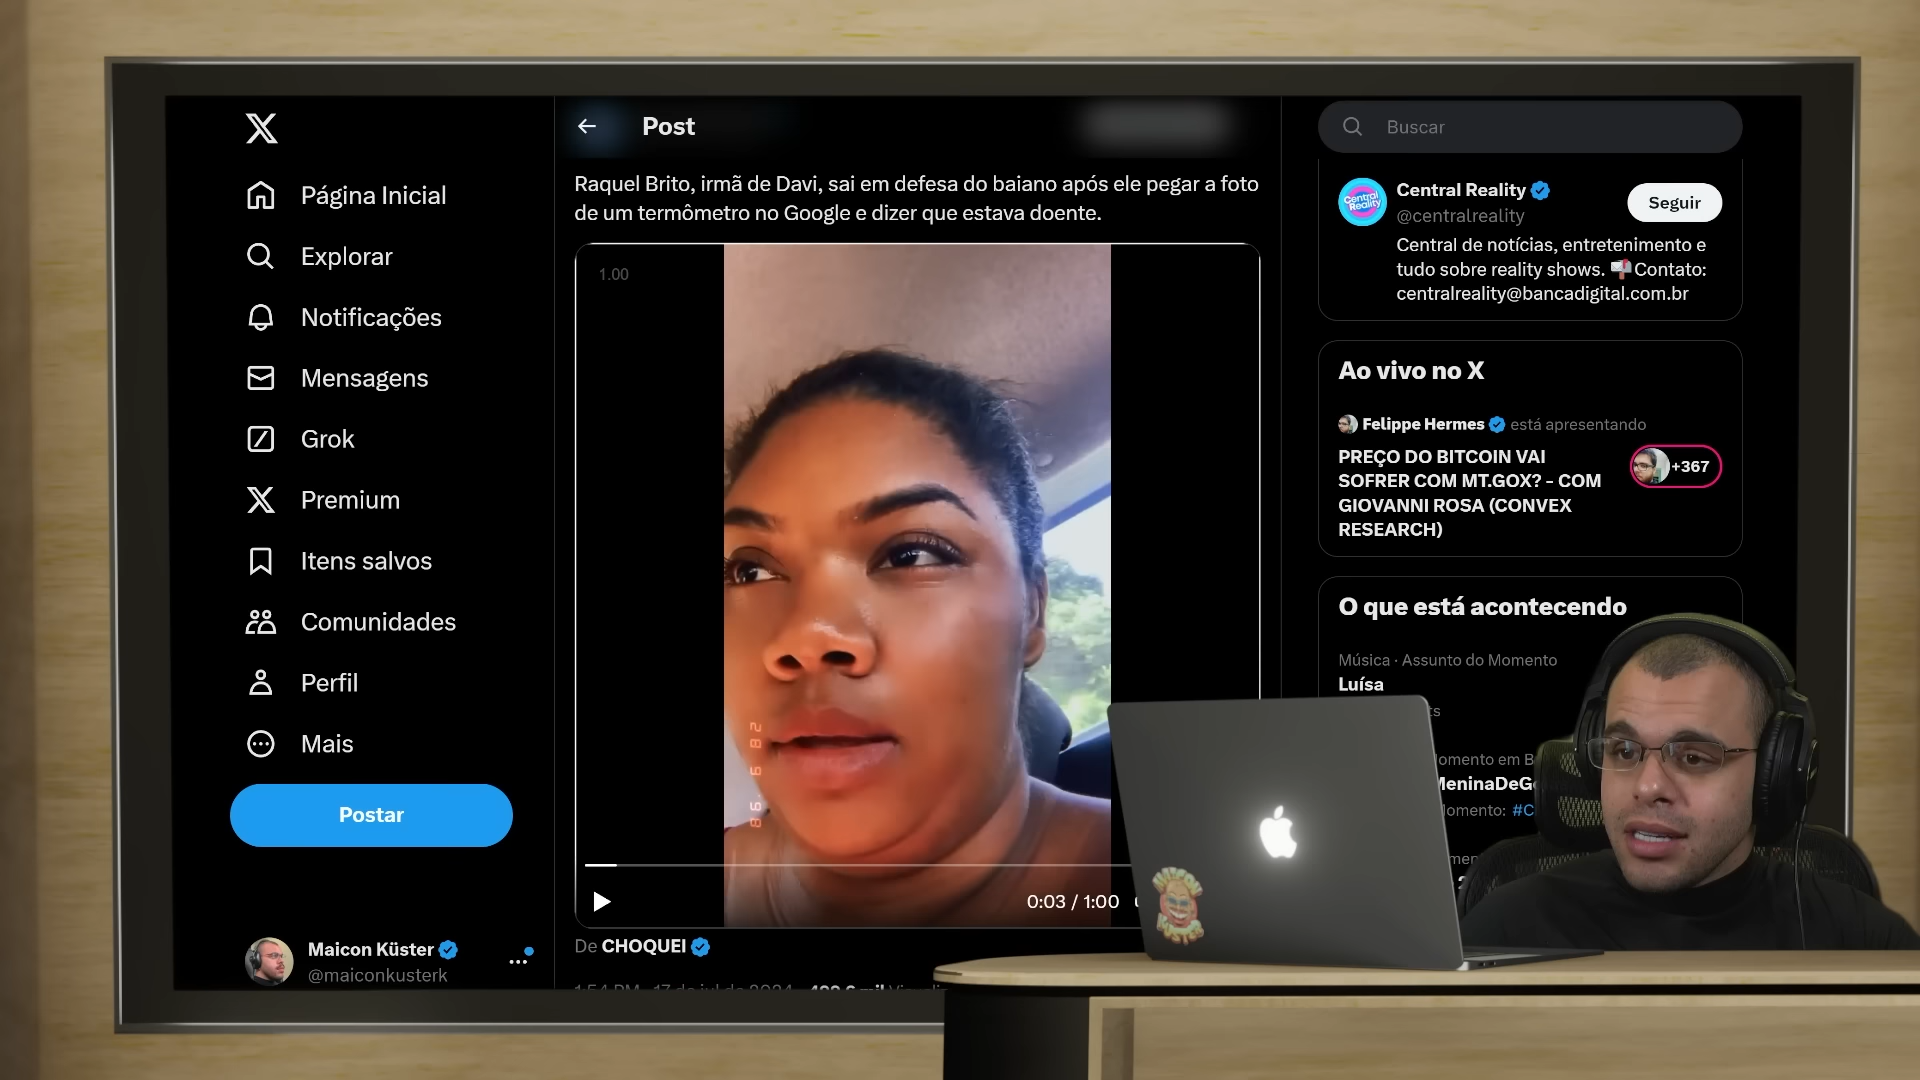 Página Inicial
Explorar
Notificações
Mensagens
Grok
Premium
Itens salvos
Comunidades
Perfil
Mais
Postar
Maicon Küster
@maiconkusterk
Post
Raquel Brito, irmã de Davi, sai em defesa do baiano após ele pegar a foto
de um termômetro no Google e dizer que estava doente.
1.00
0:03 / 1:00
De CHOQUEI
Buscar
Central Reality
@centralreality
Seguir
Central de notícias, entretenimento e
tudo sobre reality shows. Contato:
centralreality@bancadigital.com.br
Ao vivo no X
Felippe Hermes está apresentando
PREÇO DO BITCOIN VAI
SOFRER COM MT.GOX? - COM
GIOVANNI ROSA (CONVEX
RESEARCH)
+367
O que está acontecendo
Música · Assunto do Momento
Luísa